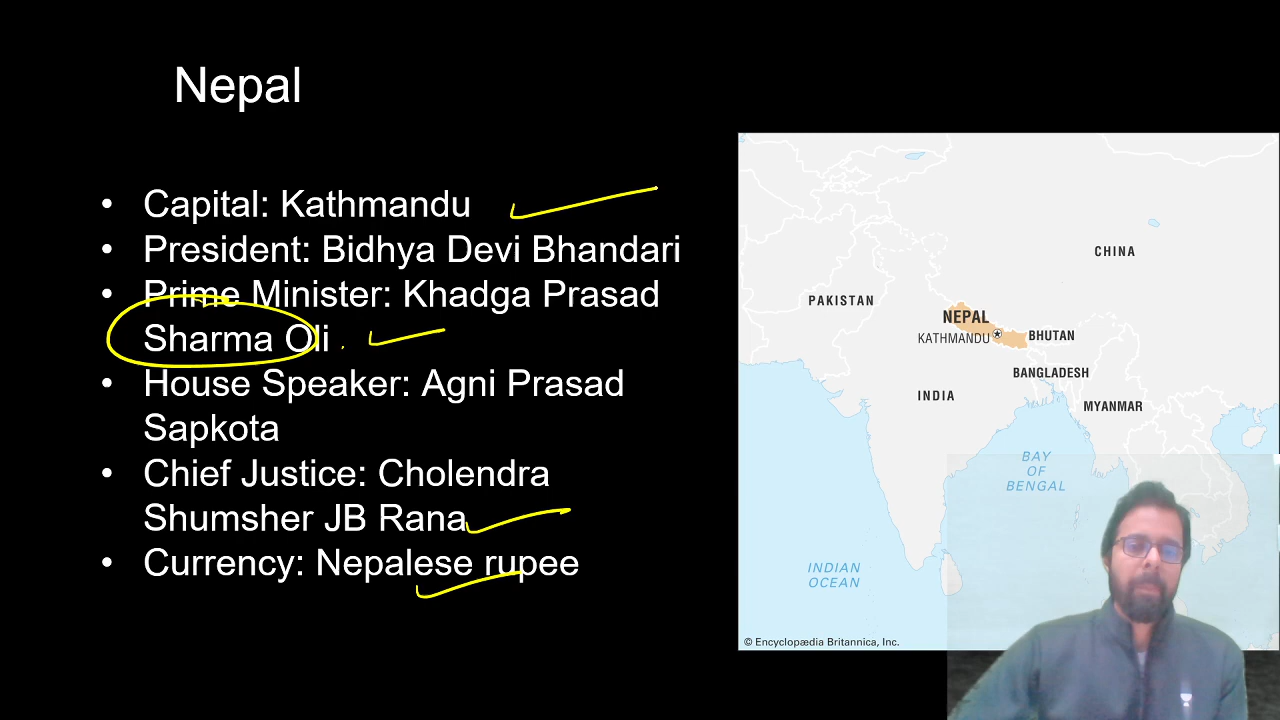 Nepal
• Capital: Kathmandu
• President: Bidhya Devi Bhandari
• Prime Minister: Khadga Prasad
Sharma Oli
• House Speaker: Agni Prasad
Sapkota
• Chief Justice: Cholendra
Shumsher JB Rana
• Currency: Nepalese rupee
CHINA
PAKISTAN
NEPAL
KATHMANDU
BHUTAN
BANGLADESH
INDIA
MYANMAR
BAY
OF
BENGAL
INDIAN
OCEAN
© Encyclopædia Britannica, Inc.